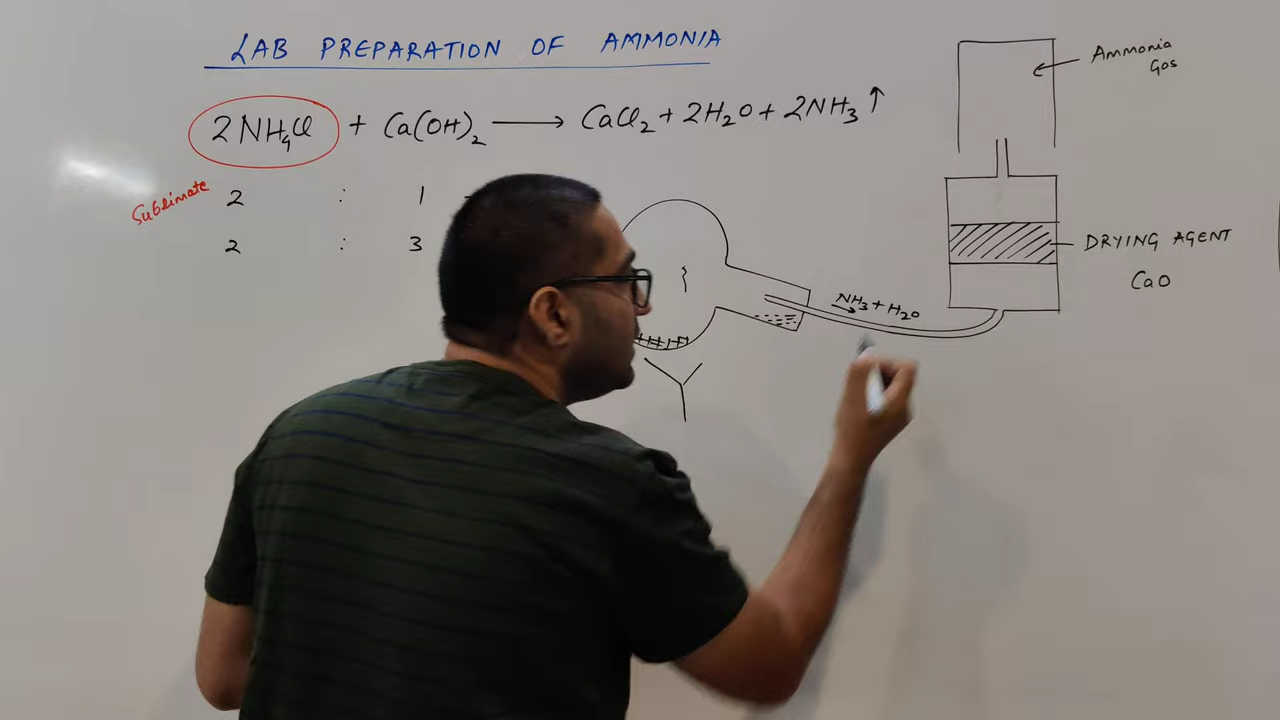 LAB PREPARATION OF AMMONIA
2NH₄Cl + Ca(OH)₂ ⟶ CaCl₂ + 2H₂O + 2NH₃ ↑
Sublimate
2 : 1
2 : 3
Ammonia
Gas
DRYING AGENT
CaO
NH₃ + H₂O